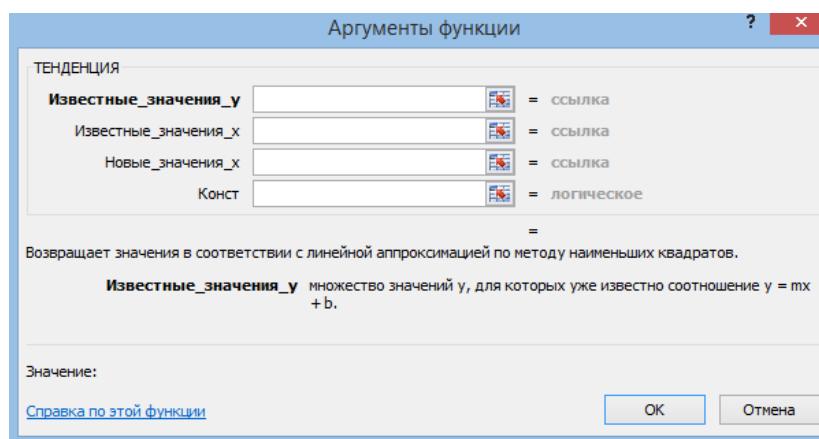 Аргументы функции
?
×
ТЕНДЕНЦИЯ
Известные_значения_y = ссылка
Известные_значения_x = ссылка
Новые_значения_x = ссылка
Конст = логическое
=
Возвращает значения в соответствии с линейной аппроксимацией по методу наименьших квадратов.
Известные_значения_y множество значений y, для которых уже известно соотношение y = mx
+ b.
Значение:
Справка по этой функции
ОК
Отмена